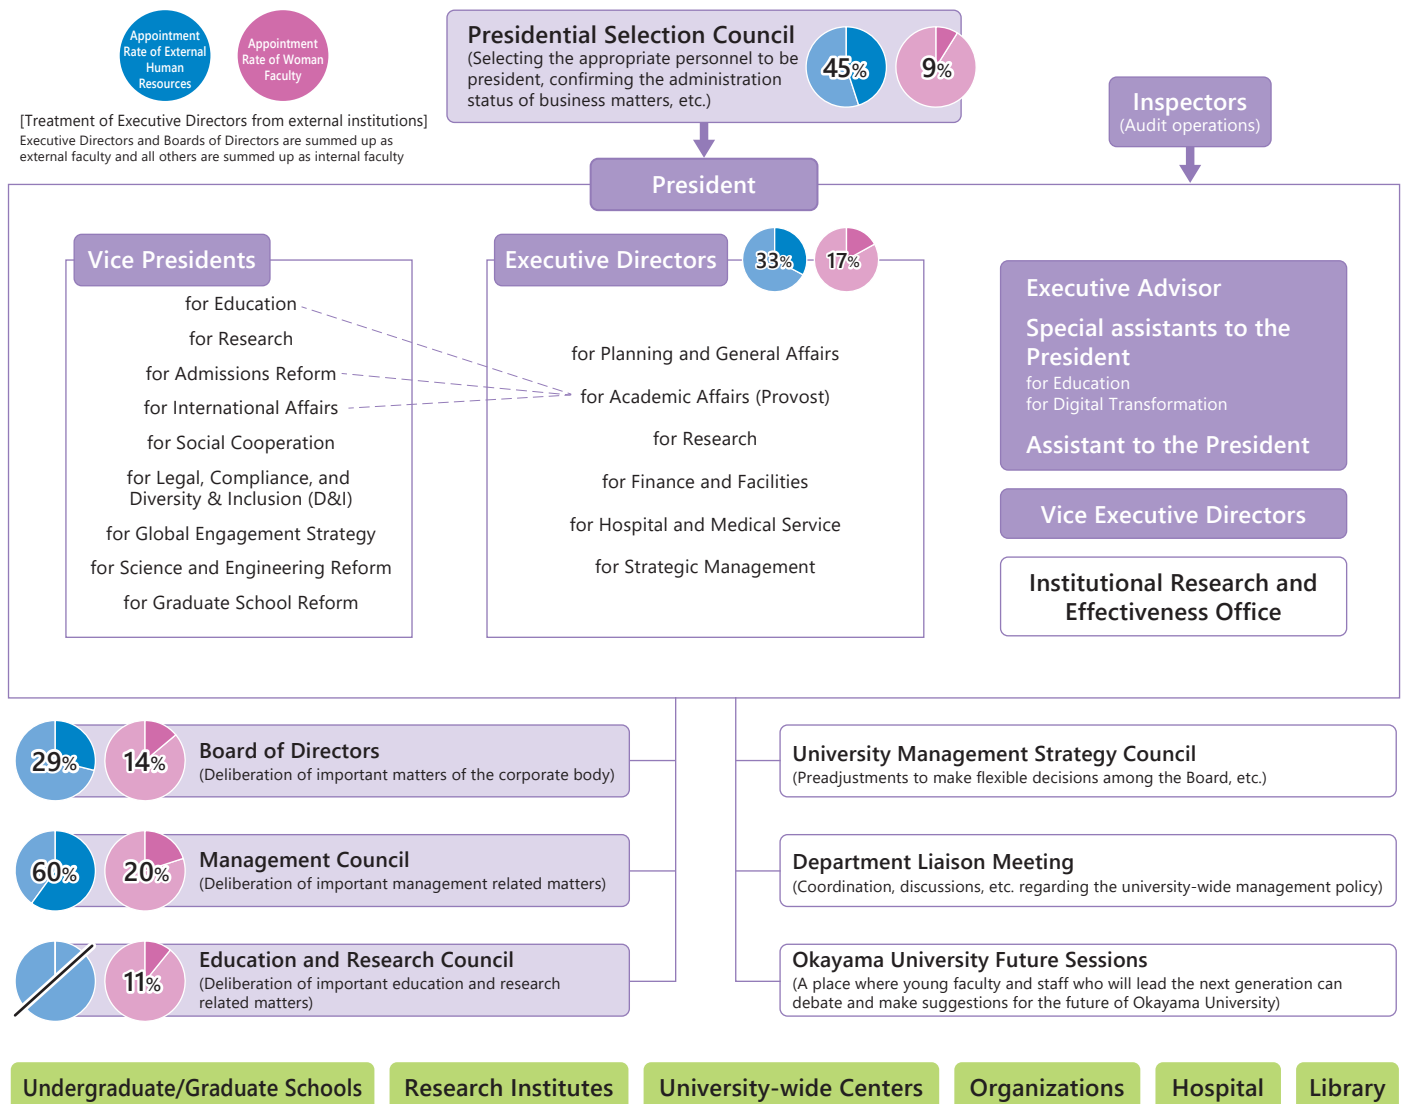 Appointment
Rate of External
Human
Resources
Appointment
Rate of Woman
Faculty
[Treatment of Executive Directors from external institutions]
Executive Directors and Boards of Directors are summed up as
external faculty and all others are summed up as internal faculty
Presidential Selection Council
(Selecting the appropriate personnel to be
president, confirming the administration
status of business matters, etc.)
45%
9%
Inspectors
(Audit operations)
President
Vice Presidents
for Education
for Research
for Admissions Reform
for International Affairs
for Social Cooperation
for Legal, Compliance, and
Diversity & Inclusion (D&I)
for Global Engagement Strategy
for Science and Engineering Reform
for Graduate School Reform
Executive Directors
33%
17%
for Planning and General Affairs
for Academic Affairs (Provost)
for Research
for Finance and Facilities
for Hospital and Medical Service
for Strategic Management
Executive Advisor
Special assistants to the
President
for Education
for Digital Transformation
Assistant to the President
Vice Executive Directors
Institutional Research and
Effectiveness Office
29%
14%
Board of Directors
(Deliberation of important matters of the corporate body)
60%
20%
Management Council
(Deliberation of important management related matters)
11%
Education and Research Council
(Deliberation of important education and research
related matters)
University Management Strategy Council
(Preadjustments to make flexible decisions among the Board, etc.)
Department Liaison Meeting
(Coordination, discussions, etc. regarding the university-wide management policy)
Okayama University Future Sessions
(A place where young faculty and staff who will lead the next generation can
debate and make suggestions for the future of Okayama University)
Undergraduate/Graduate Schools
Research Institutes
University-wide Centers
Organizations
Hospital
Library